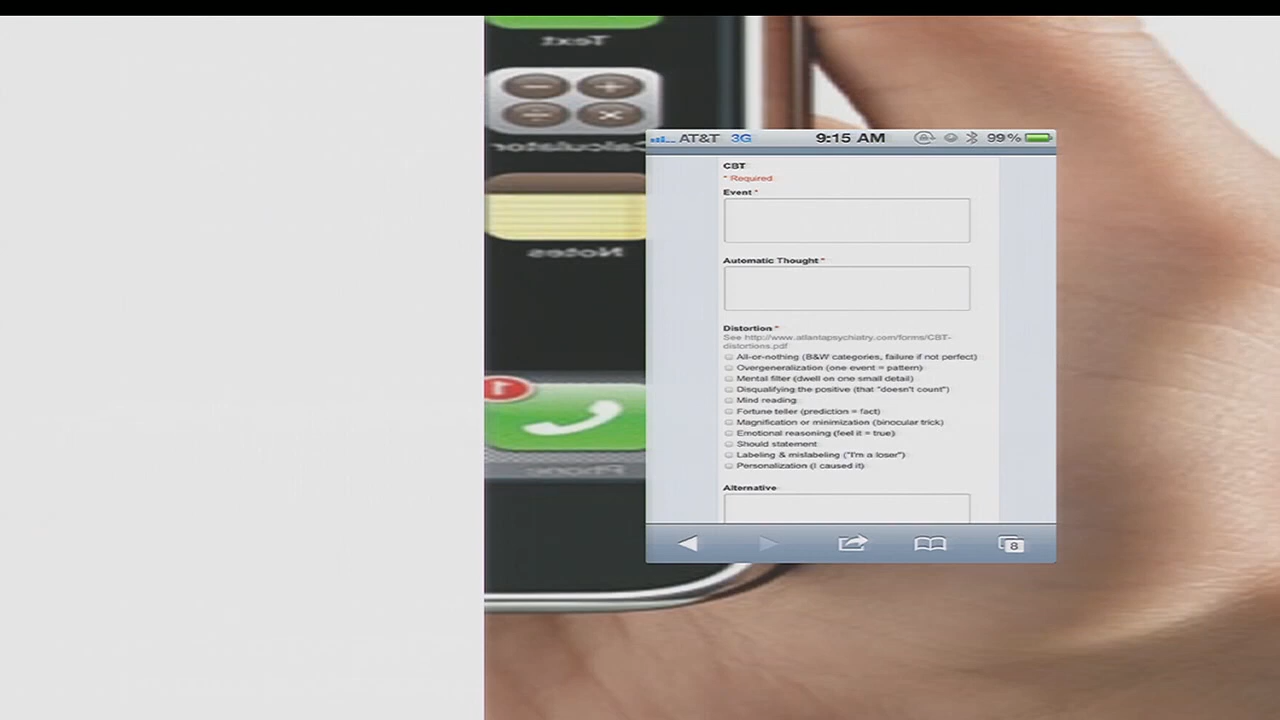 Text
Calculator
Notes
1
Phone
AT&T 3G 9:15 AM 99%
CBT
* Required
Event *
Automatic Thought *
Distortion *
See http://www.atlantapsychiatry.com/forms/CBT-
distortions.pdf
All-or-nothing (B&W categories, failure if not perfect)
Overgeneralization (one event = pattern)
Mental filter (dwell on one small detail)
Disqualifying the positive (that "doesn't count")
Mind reading
Fortune teller (prediction = fact)
Magnification or minimization (binocular trick)
Emotional reasoning (feel it = true)
Should statement
Labeling & mislabeling ("I'm a loser")
Personalization (I caused it)
Alternative
8